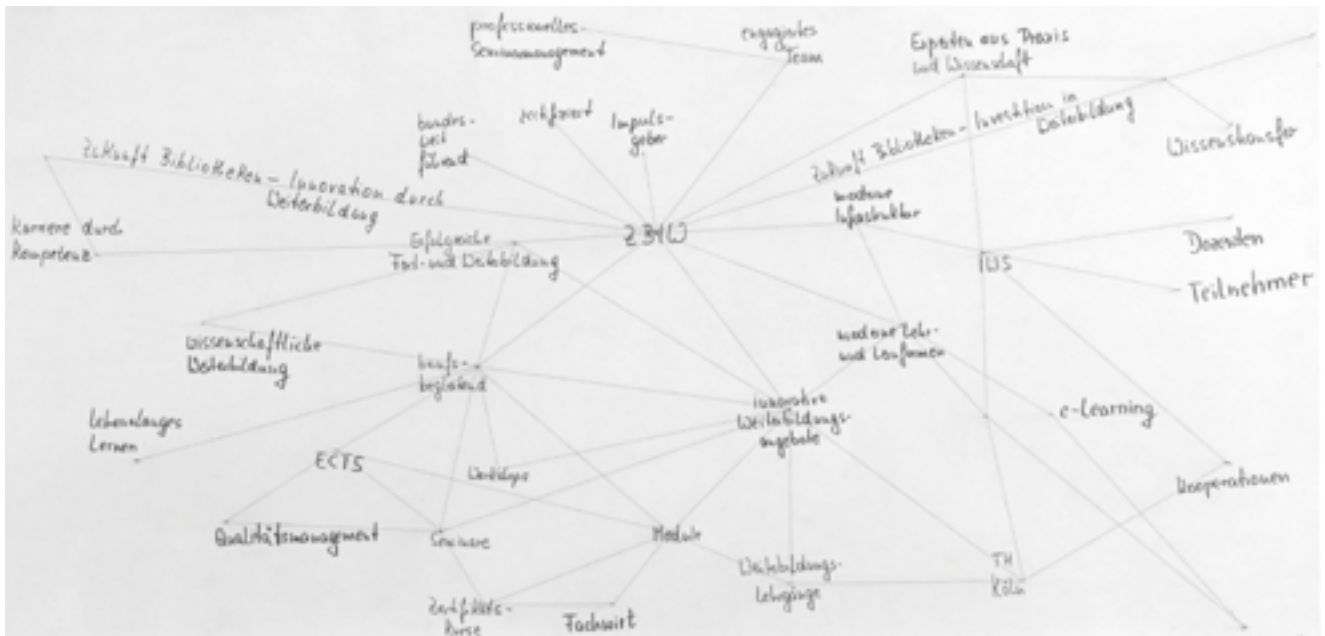 professionelles
Seminarmanagement
engagiertes
Team
Experten aus Praxis
und Wissenschaft
bundes-
weit
führend
zertifiziert
Impuls-
geber
Zukunft Bibliotheken - Investition in
Weiterbildung
Wissenstransfer
Zukunft Bibliotheken - Innovation durch
Weiterbildung
moderne
Infrastruktur
Karriere durch
Kompetenz
Erfolgreiche
Fort- und Weiterbildung
ZBIW
Dozenten
Teilnehmer
wissenschaftliche
Weiterbildung
berufs-
begleitend
moderne Lehr-
und Lernformen
innovative
Weiterbildungs-
angebote
e-Learning
Lebenslanges
Lernen
ECTS
Workshops
Kooperationen
Qualitätsmanagement
Seminare
Module
Weiterbildungs-
Lehrgänge
TH
Köln
Zertifikats-
kurse
Fachwirt